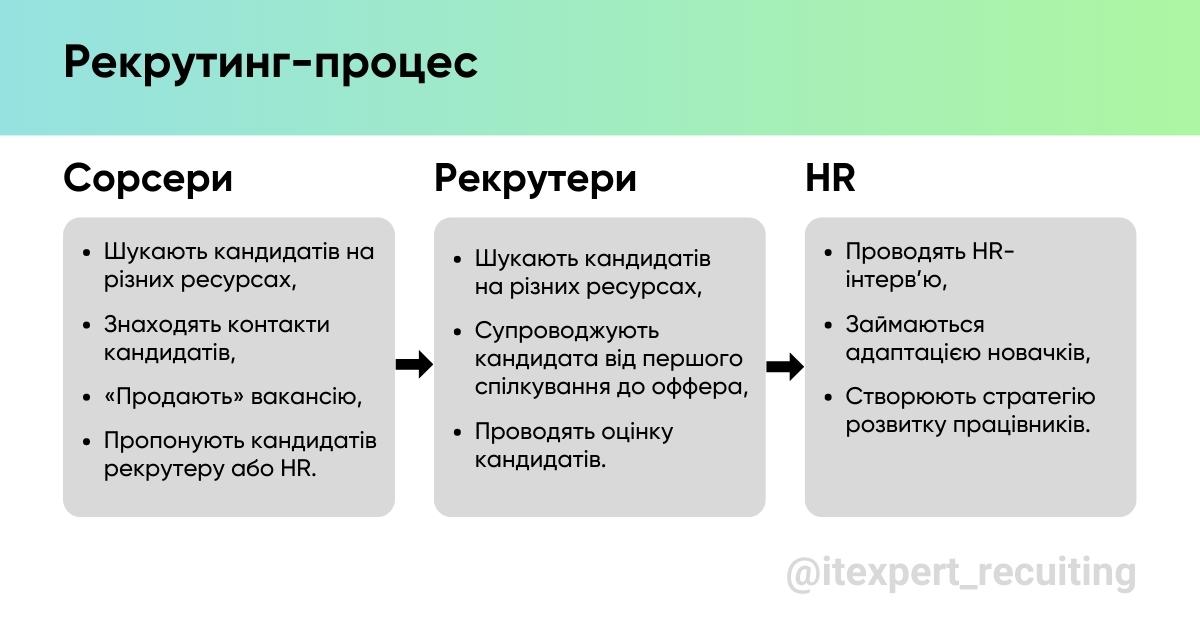 Рекрутинг-процес
Сорсери
• Шукають кандидатів на
різних ресурсах,
• Знаходять контакти
кандидатів,
• «Продають» вакансію,
• Пропонують кандидатів
рекрутеру або HR.
Рекрутери
• Шукають кандидатів
на різних ресурсах,
• Супроводжують
кандидата від першого
спілкування до оффера,
• Проводять оцінку
кандидатів.
HR
• Проводять HR-
інтерв’ю,
• Займаються
адаптацією новачків,
• Створюють стратегію
розвитку працівників.
@itexpert_recuiting